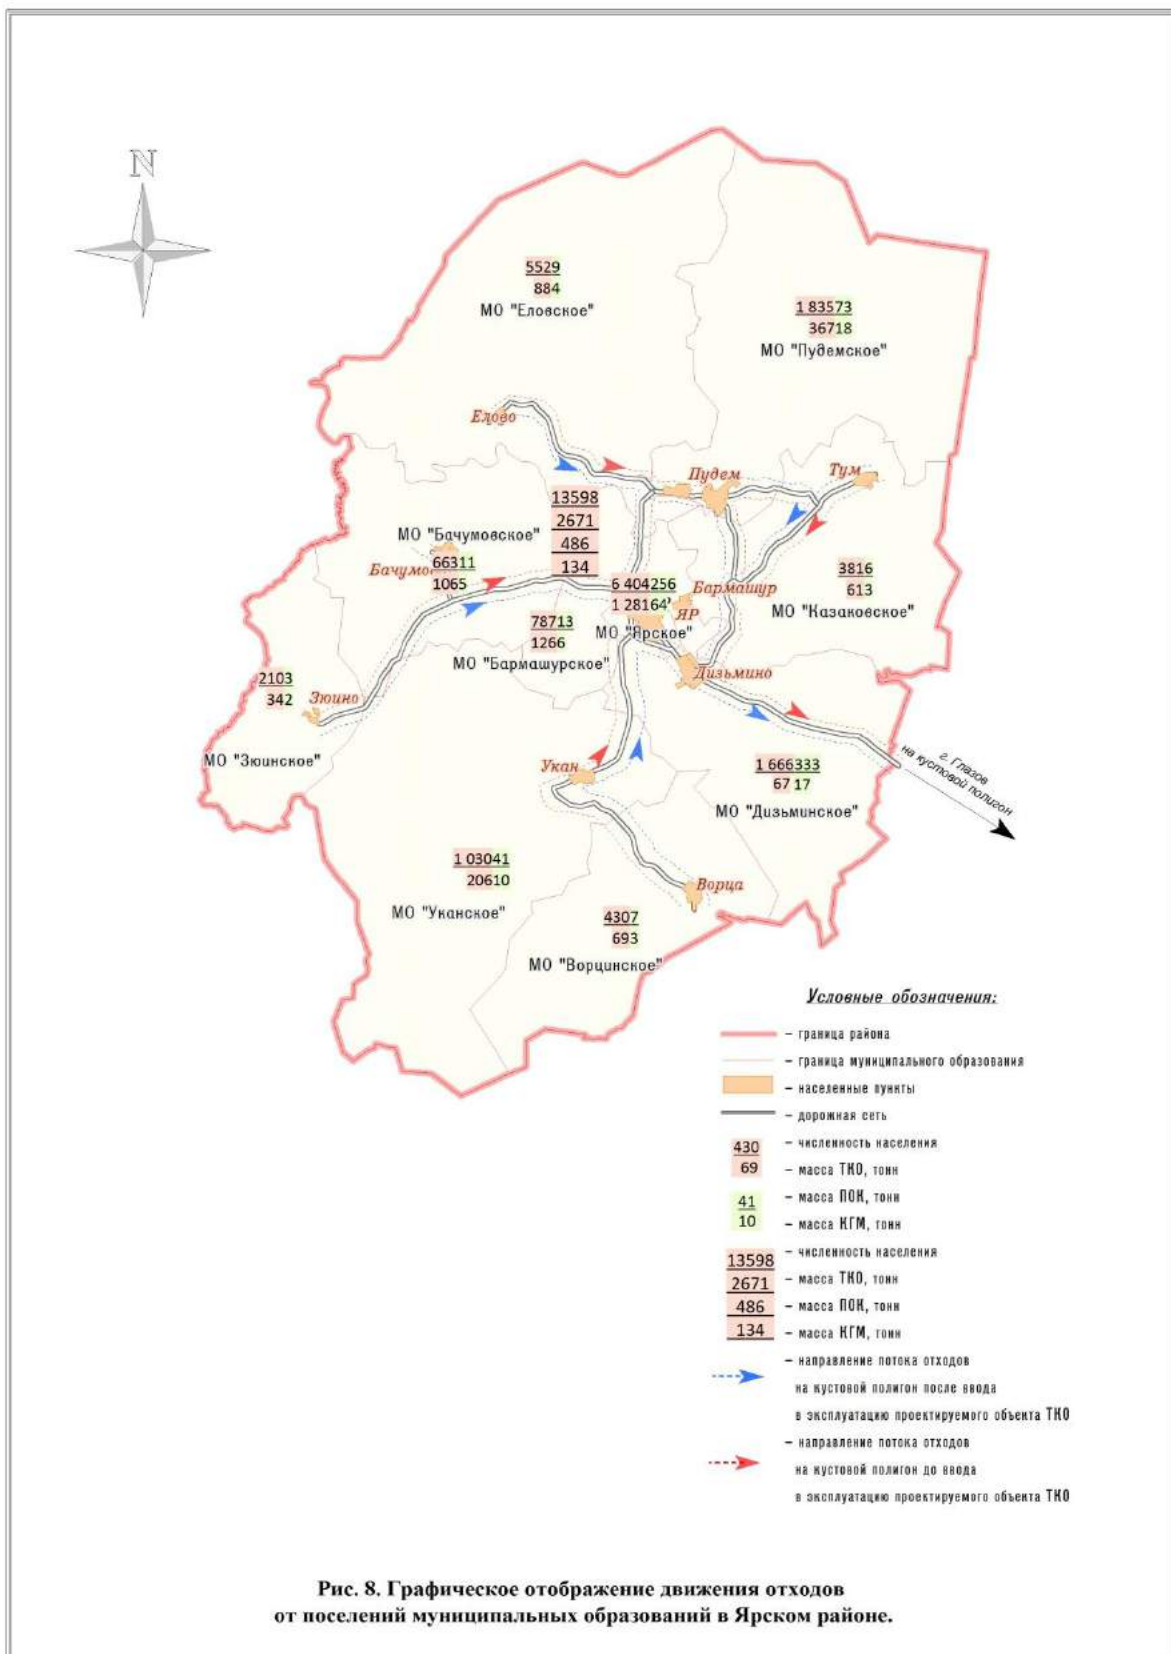 N
5529
884
МО "Еловское"
1 83573
36718
МО "Пудемское"
Елово
Пудем
Тум
13598
2671
486
134
МО "Бачумовское"
66311
1065
6 404256
1 28164
Бармашур
ЯР
МО "Ярское"
3816
613
МО "Казаковское"
78713
1266
МО "Бармашурское"
2103
342
Зюино
МО "Зюинское"
Дизьмино
Укан
1 666333
67 17
МО "Дизьминское"
г. Глазов
на кустовой полигон
1 03041
20610
МО "Уканское"
Ворца
4307
693
МО "Ворцинское"
Условные обозначения:
– граница района
– граница муниципального образования
– населенные пункты
– дорожная сеть
430 – численность населения
69 – масса ТКО, тонн
41 – масса ПОК, тонн
10 – масса КГМ, тонн
13598 – численность населения
2671 – масса ТКО, тонн
486 – масса ПОК, тонн
134 – масса КГМ, тонн
– направление потока отходов
на кустовой полигон после ввода
в эксплуатацию проектируемого объекта ТКО
– направление потока отходов
на кустовой полигон до ввода
в эксплуатацию проектируемого объекта ТКО
Рис. 8. Графическое отображение движения отходов
от поселений муниципальных образований в Ярском районе.